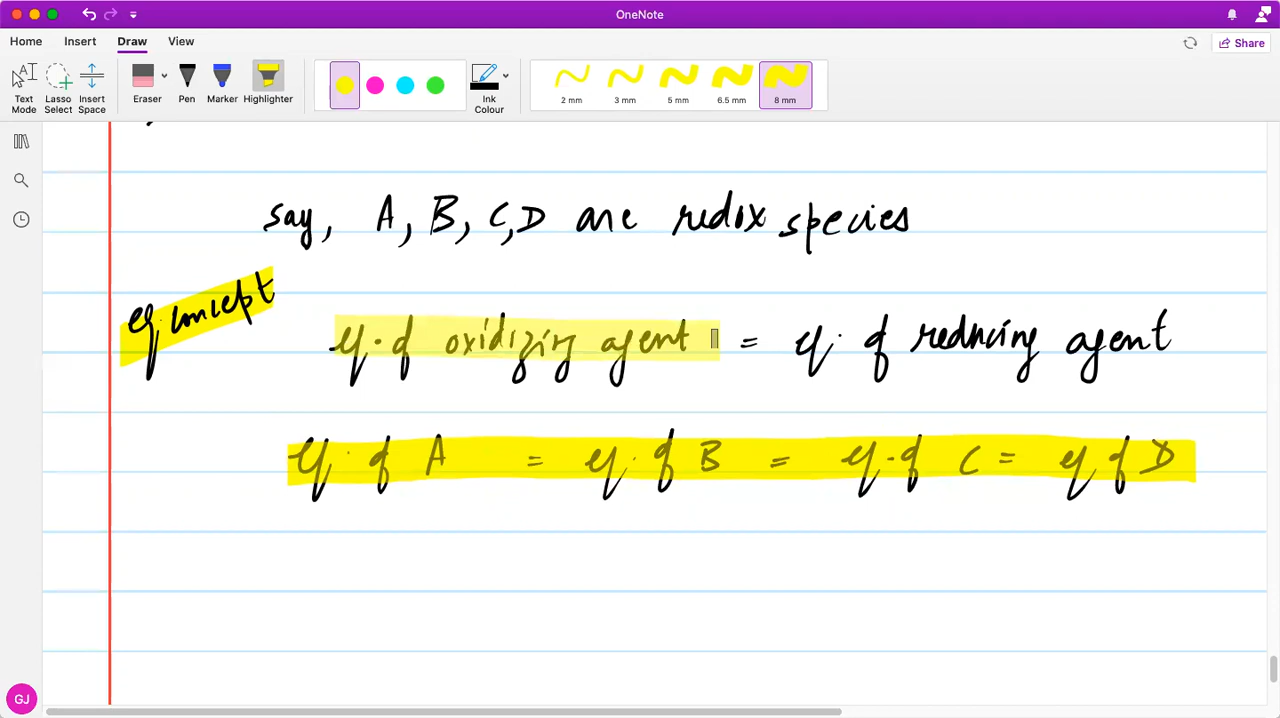 OneNote
Home Insert Draw View
Share
Text Mode
Lasso Select
Insert Space
Eraser
Pen
Marker
Highlighter
Ink Colour
2 mm
3 mm
5 mm
6.5 mm
8 mm
say, A, B, C, D are redox species
eq. concept
eq. of oxidizing agent = eq. of reducing agent
eq. of A = eq. of B = eq. of C = eq of D
GJ